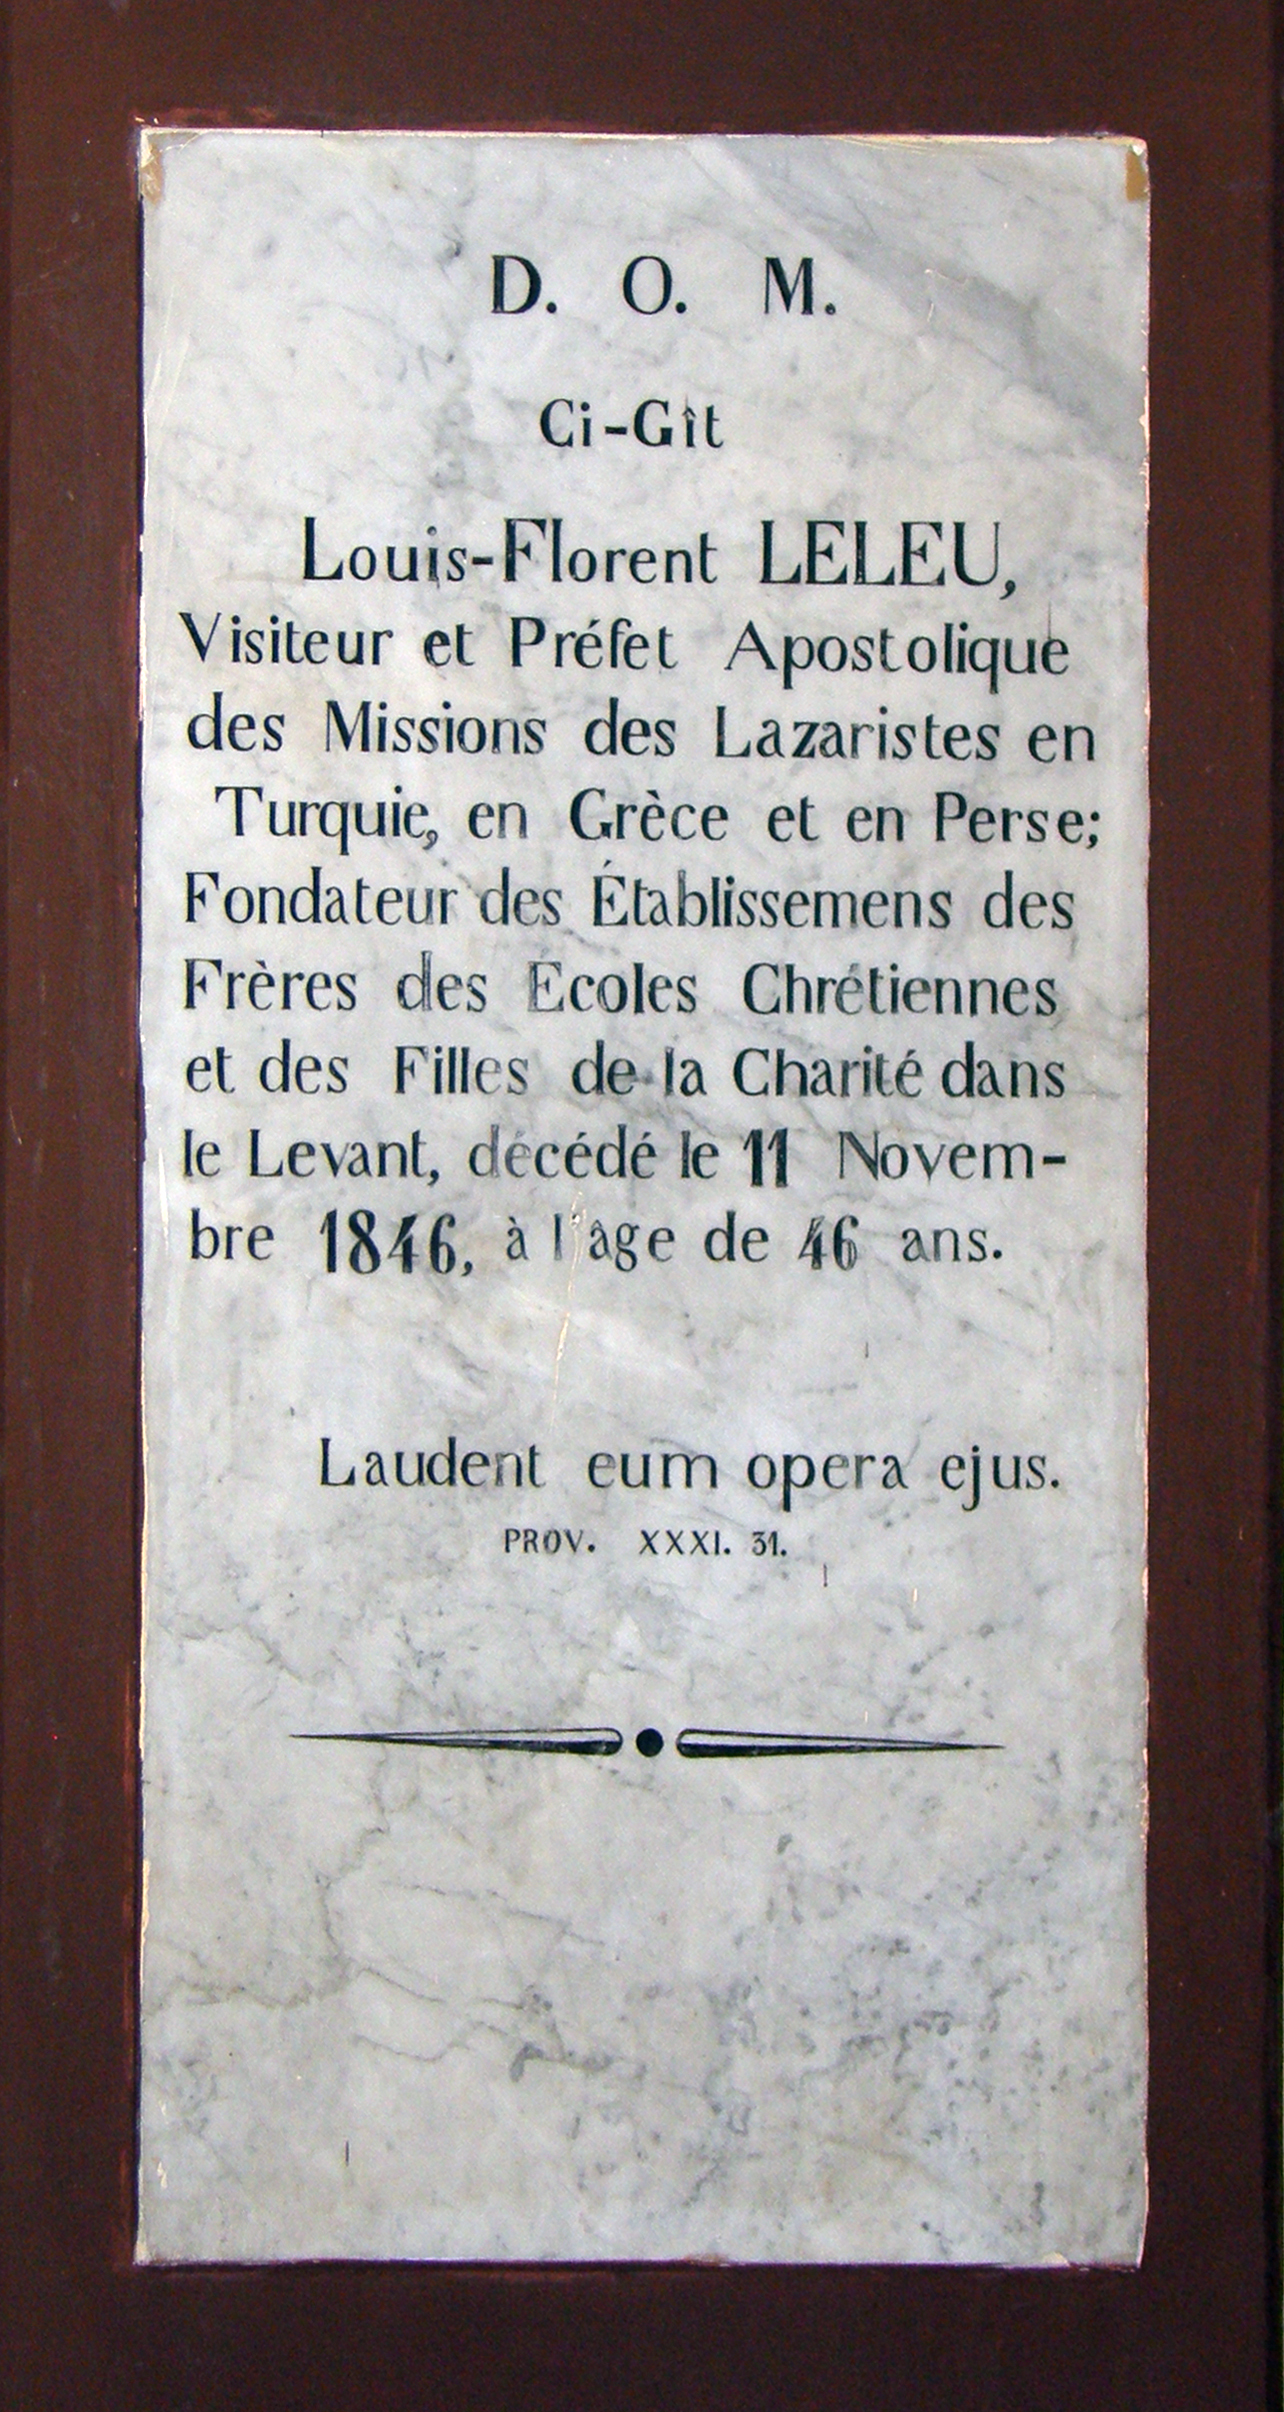 D. O. M.
Ci-Gît
Louis-Florent LELEU,
Visiteur et Préfet Apostolique
des Missions des Lazaristes en
Turquie, en Grèce et en Perse;
Fondateur des Établissemens des
Frères des Écoles Chrétiennes
et des Filles de la Charité dans
le Levant, décédé le 11 Novem-
bre 1846, à l'âge de 46 ans.
Laudent eum opera ejus.
PROV. XXXI. 31.